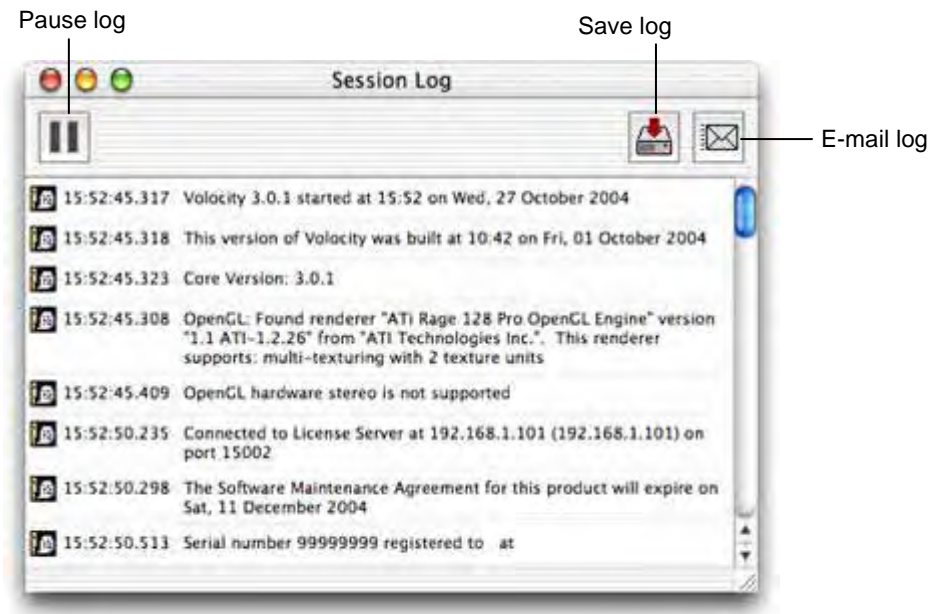 Pause log
Save log
Session Log
E-mail log
15:52:45.317 Volocity 3.0.1 started at 15:52 on Wed, 27 October 2004
15:52:45.318 This version of Volocity was built at 10:42 on Fri, 01 October 2004
15:52:45.323 Core Version: 3.0.1
15:52:45.308 OpenGL: Found renderer "ATi Rage 128 Pro OpenGL Engine" version
"1.1 ATI-1.2.26" from "ATI Technologies Inc.". This renderer
supports: multi-texturing with 2 texture units
15:52:45.409 OpenGL hardware stereo is not supported
15:52:50.235 Connected to License Server at 192.168.1.101 (192.168.1.101) on
port 15002
15:52:50.298 The Software Maintenance Agreement for this product will expire on
Sat, 11 December 2004
15:52:50.513 Serial number 99999999 registered to at